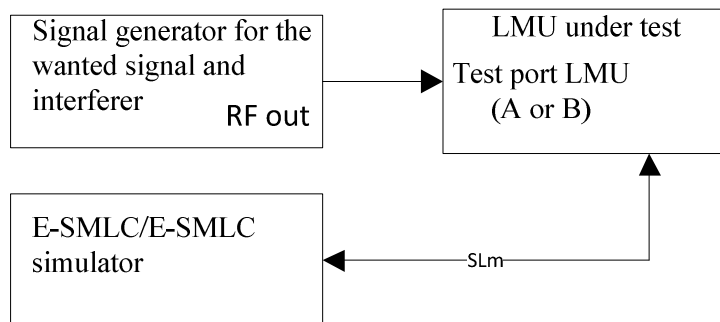 Signal generator for the
wanted signal and
interferer
RF out
LMU under test
Test port LMU
(A or B)
E-SMLC/E-SMLC
simulator
SLm